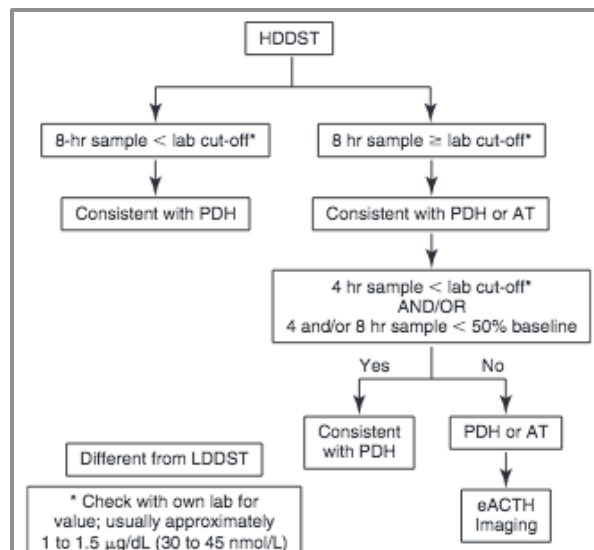 HDDST
8-hr sample < lab cut-off*
8 hr sample ≥ lab cut-off*
Consistent with PDH
Consistent with PDH or AT
4 hr sample < lab cut-off*
AND/OR
4 and/or 8 hr sample < 50% baseline
Yes
No
Consistent
with PDH
PDH or AT
Different from LDDST
eACTH
Imaging
* Check with own lab for
value; usually approximately
1 to 1.5 μg/dL (30 to 45 nmol/L)